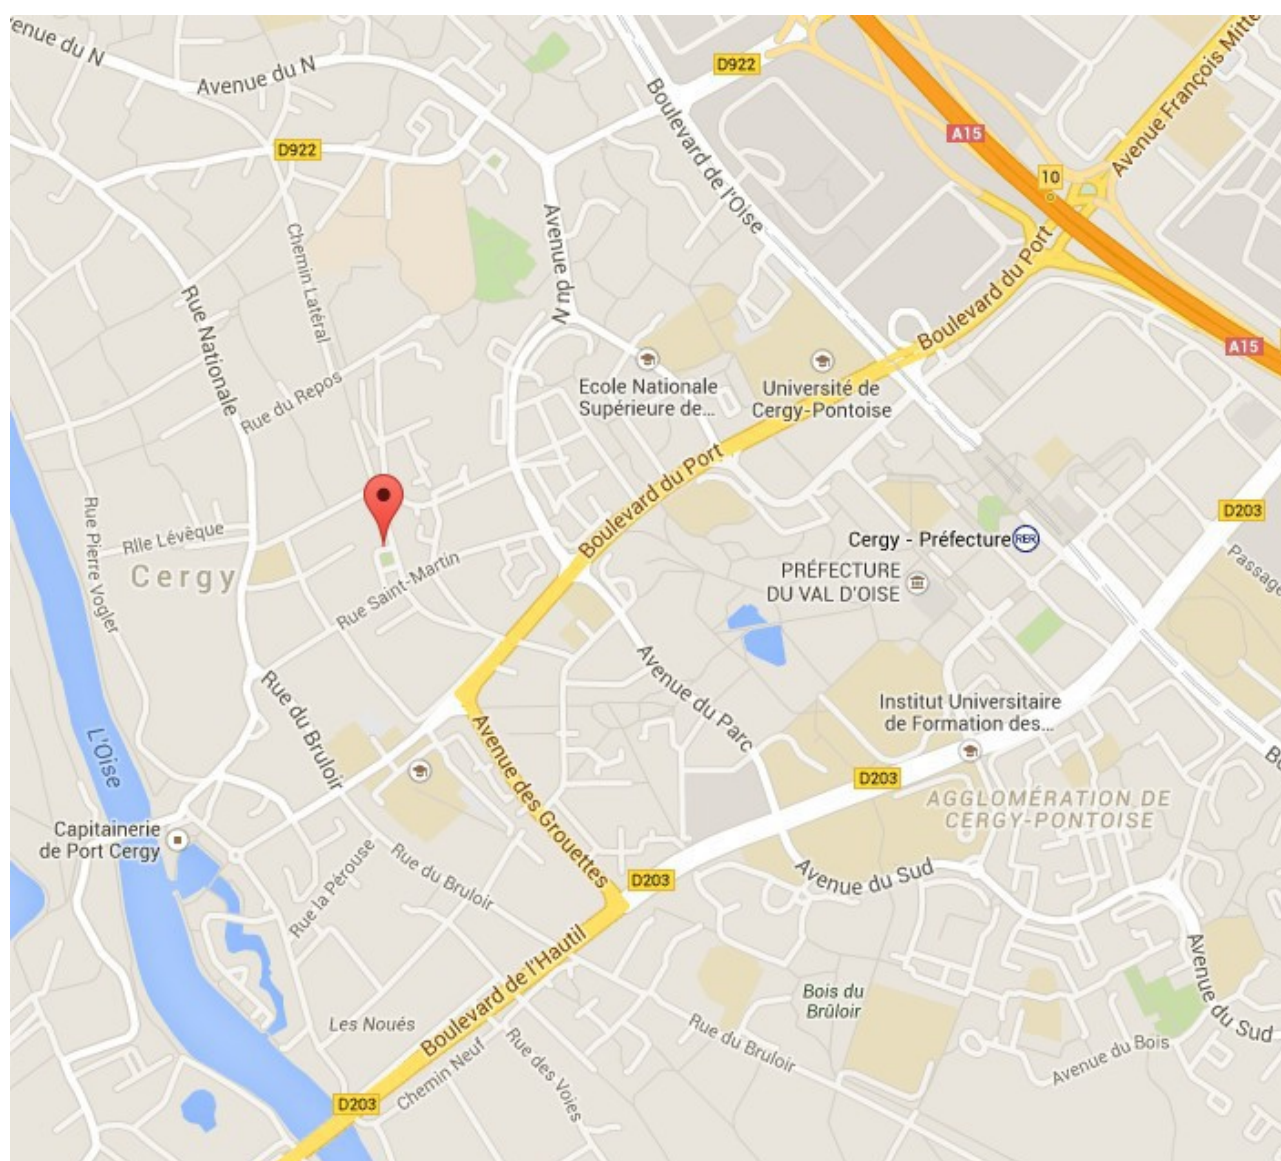 enue du N
Avenue du N
D922
D922
Boulevard de l'Oise
A15
Avenue François Mitte
10
Chemin Latéral
Avenue du N
Rue Nationale
Boulevard du Port
A15
Ecole Nationale
Supérieure de...
Université de
Cergy-Pontoise
Rue du Repos
Boulevard du Port
Rue Pierre Vogler
Rlle Lévêque
Cergy
Rue Saint-Martin
D203
Cergy - Préfecture
RER
Passage
PRÉFECTURE
DU VAL D'OISE
Rue du Bruloir
Avenue du Parc
Institut Universitaire
de Formation des...
L'Oise
Avenue des Grouettes
D203
AGGLOMÉRATION DE
CERGY-PONTOISE
Bo
Capitainerie
de Port Cergy
Rue la Pérouse
Rue du Bruloir
D203
Avenue du Sud
Boulevard de l'Hautil
Avenue du Sud
Bois du
Brûloir
Les Noués
Rue du Bruloir
Avenue du Bois
Chemin Neuf
Rue des Voies
D203